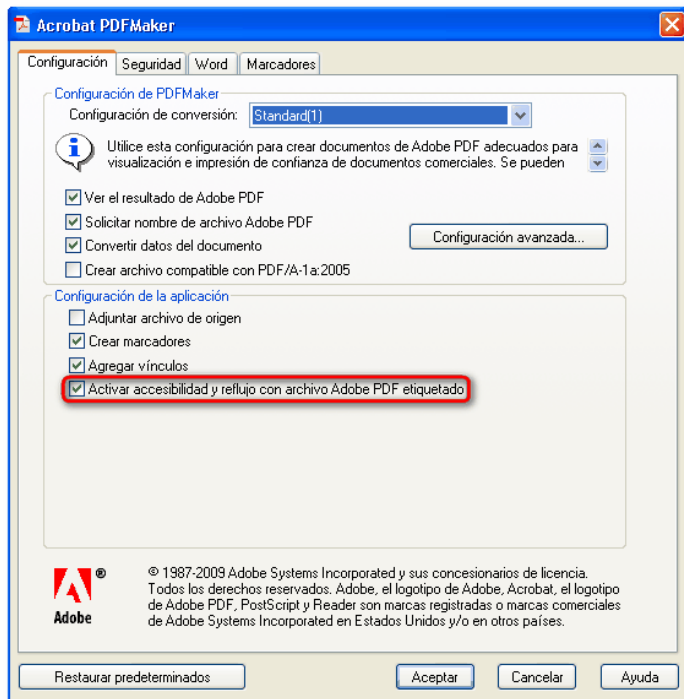 Acrobat PDFMaker
Configuración Seguridad Word Marcadores
Configuración de PDFMaker
Configuración de conversión: Standard(1)
Utilice esta configuración para crear documentos de Adobe PDF adecuados para
visualización e impresión de confianza de documentos comerciales. Se pueden
Ver el resultado de Adobe PDF
Solicitar nombre de archivo Adobe PDF
Convertir datos del documento
Configuración avanzada...
Crear archivo compatible con PDF/A-1a:2005
Configuración de la aplicación
Adjuntar archivo de origen
Crear marcadores
Agregar vínculos
Activar accesibilidad y reflujo con archivo Adobe PDF etiquetado
Adobe
® © 1987-2009 Adobe Systems Incorporated y sus concesionarios de licencia.
Todos los derechos reservados. Adobe, el logotipo de Adobe, Acrobat, el logotipo
de Adobe PDF, PostScript y Reader son marcas registradas o marcas comerciales
de Adobe Systems Incorporated en Estados Unidos y/o en otros países.
Restaurar predeterminados Aceptar Cancelar Ayuda